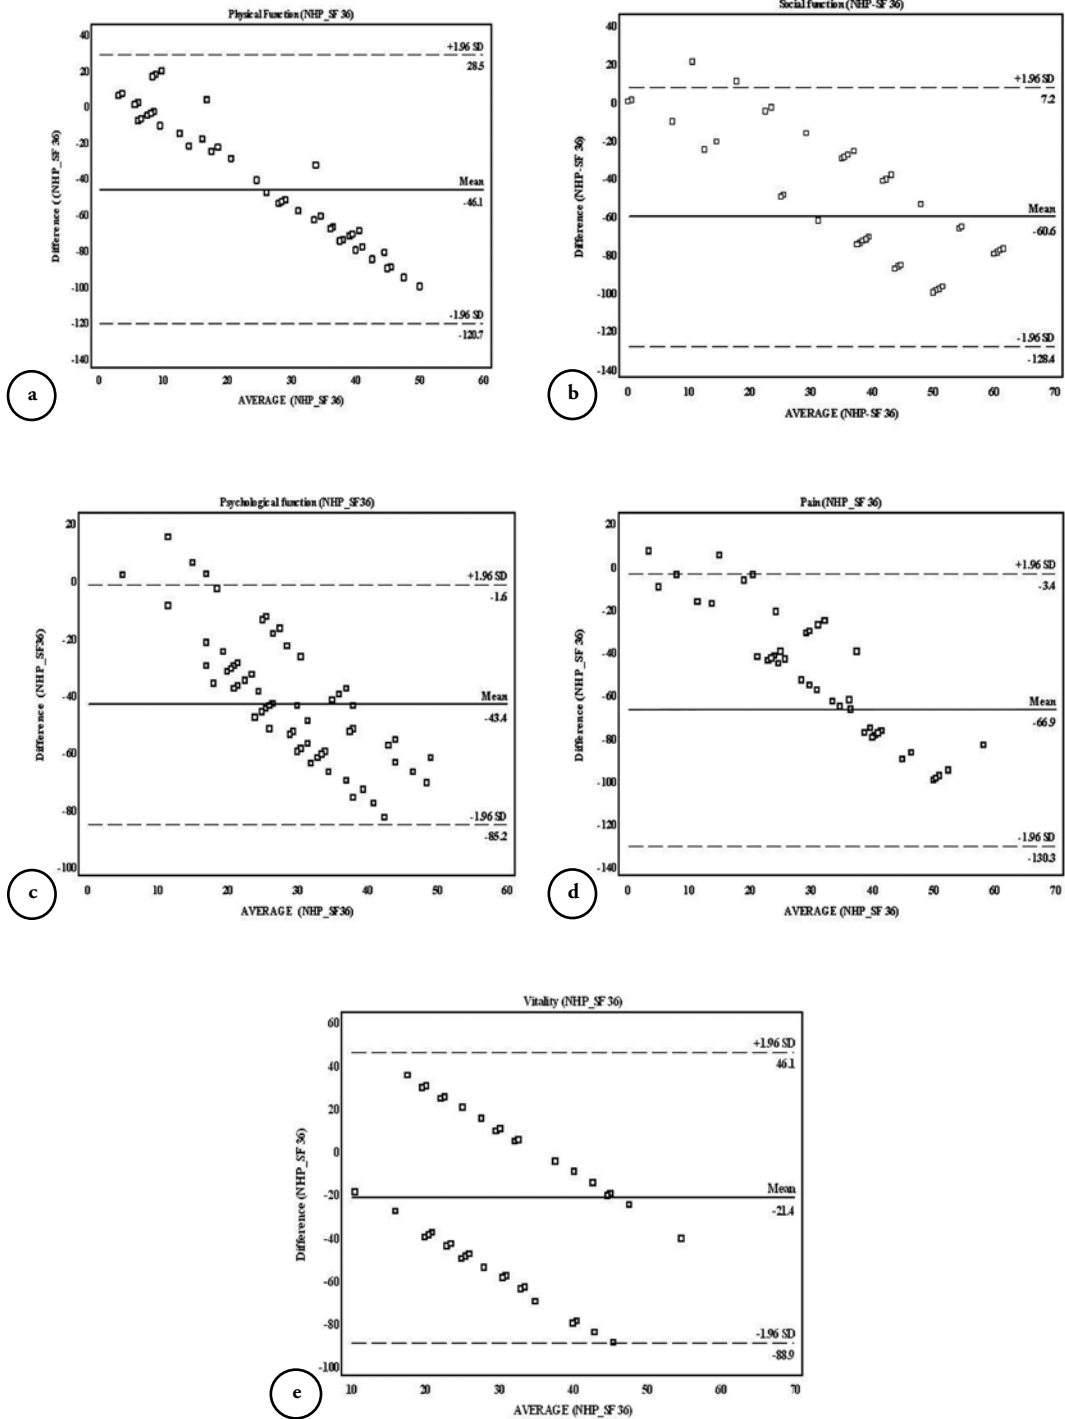 Physical Function (NHP_SF 36)
40
20
0
-20
-40
-60
-80
-100
-120
-140
Difference ((NHP_SF 36)
+1.96 SD
28.5
Mean
-46.1
-1.96 SD
-120.7
0 10 20 30 40 50 60
AVERAGE (NHP_SF 36)
a
Social function (NHP-SF 36)
40
20
0
-20
-40
-60
-80
-100
-120
-140
Difference (NHP-SF 36)
+1.96 SD
7.2
Mean
-60.6
-1.96 SD
-128.4
0 10 20 30 40 50 60 70
AVERAGE (NHP-SF 36)
b
Psychological function (NHP_SF36)
20
0
-20
-40
-60
-80
-100
Difference (NHP_SF36)
+1.96 SD
-1.6
Mean
-43.4
-1.96 SD
-85.2
0 10 20 30 40 50 60
AVERAGE (NHP_SF36)
c
Pain (NHP_SF 36)
20
0
-20
-40
-60
-80
-100
-120
-140
Difference (NHP_SF 36)
+1.96 SD
-3.4
Mean
-66.9
-1.96 SD
-130.3
0 10 20 30 40 50 60 70
AVERAGE (NHP_SF 36)
d
Vitality (NHP_SF 36)
60
40
20
0
-20
-40
-60
-80
-100
Difference (NHP_SF 36)
+1.96 SD
46.1
Mean
-21.4
-1.96 SD
-88.9
10 20 30 40 50 60 70
AVERAGE (NHP_SF 36)
e